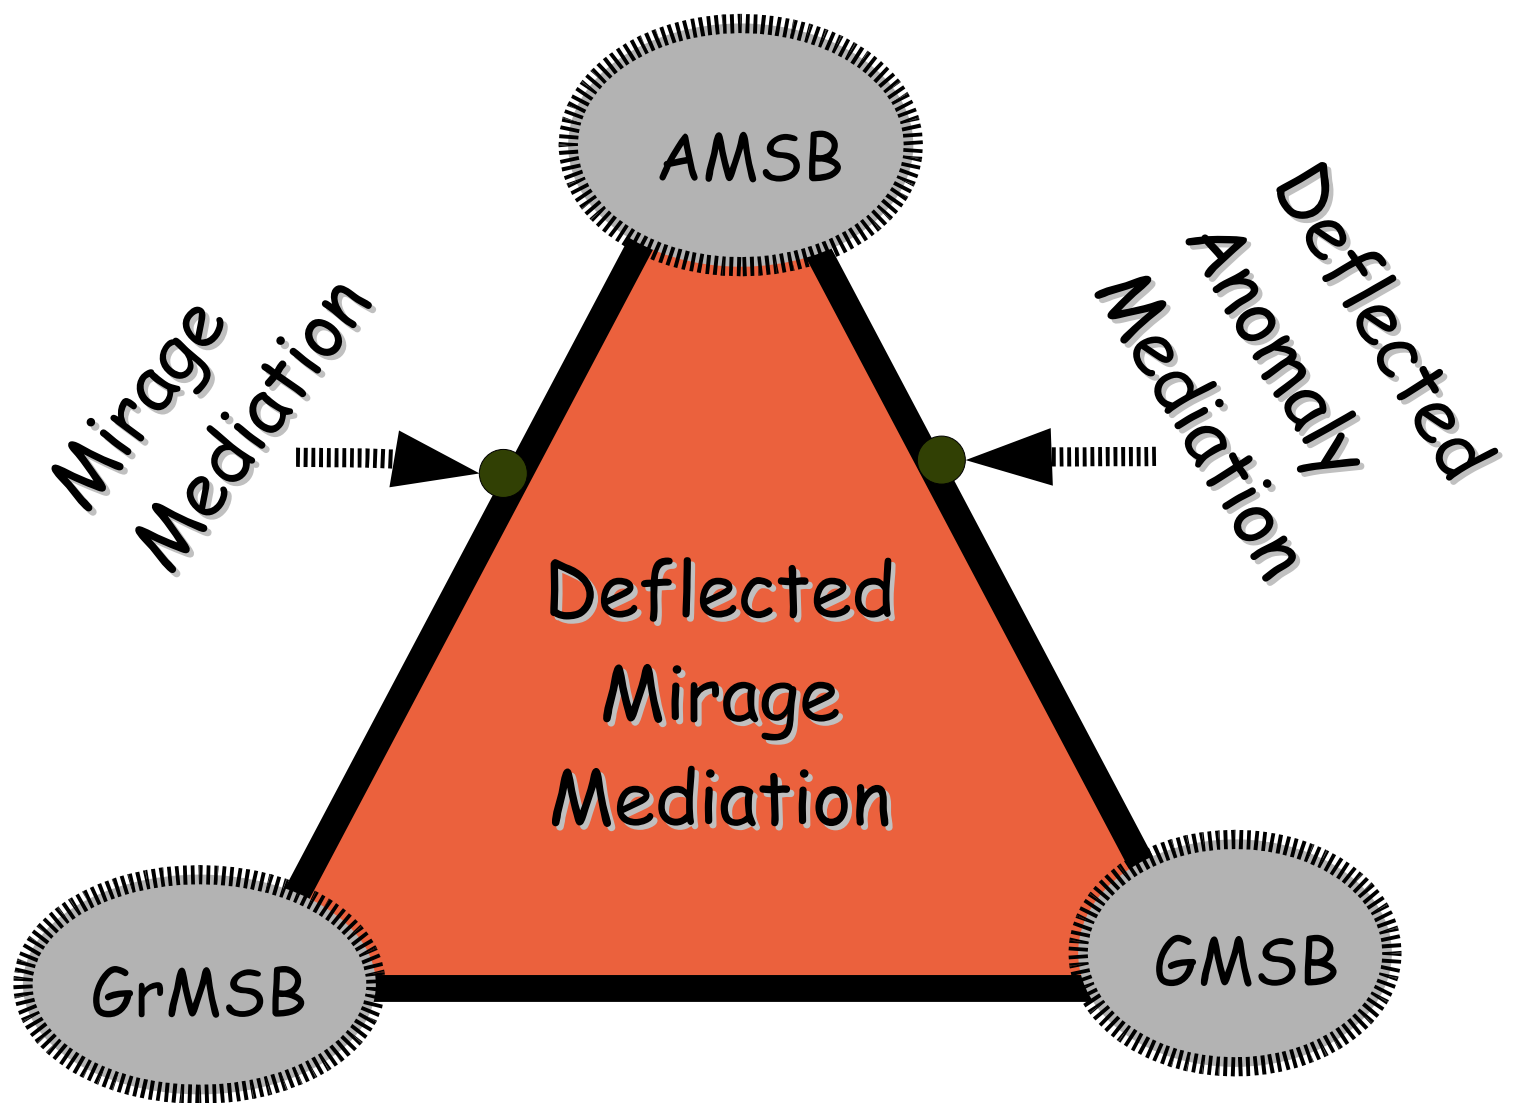 AMSB
Mirage
Mediation
Deflected
Anomaly
Mediation
Deflected
Mirage
Mediation
GrMSB
GMSB